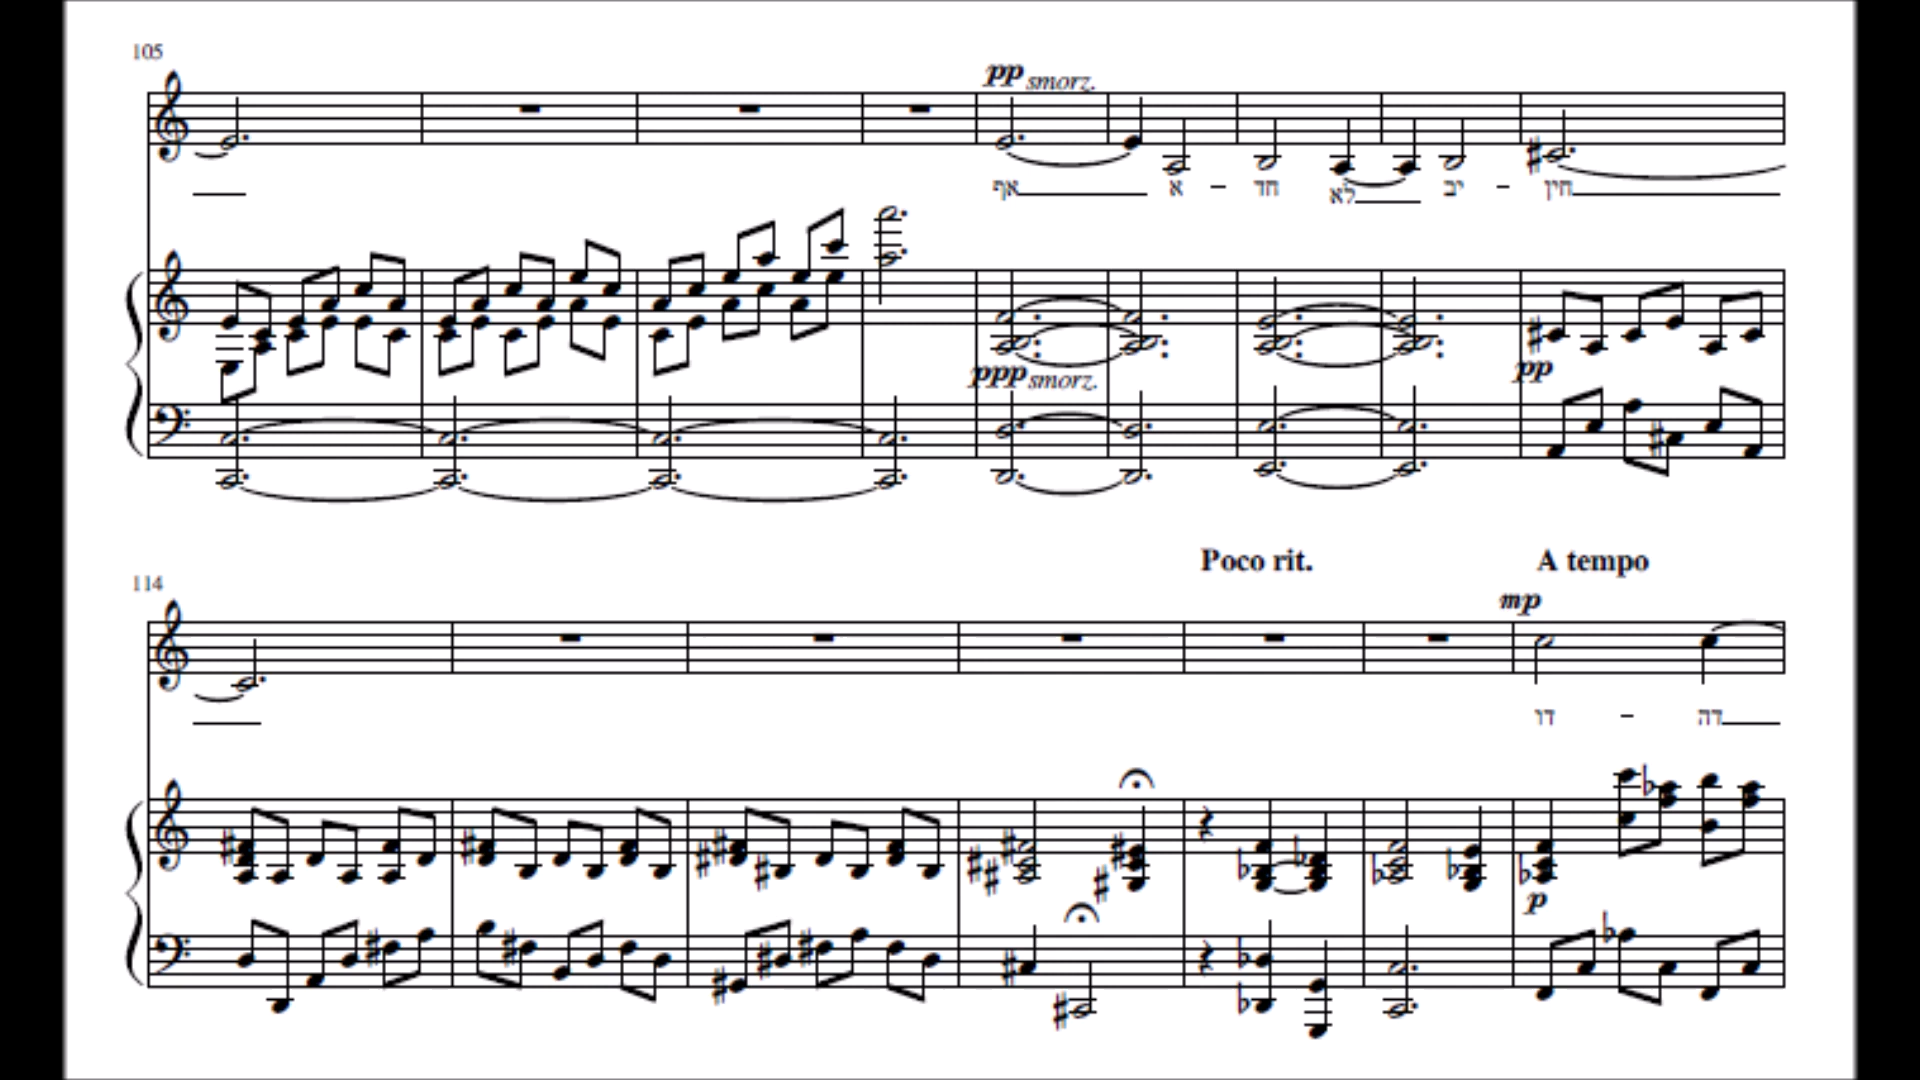 105
pp smorz.
אף א - חד לא יב - חין
ppp smorz.
pp
114
Poco rit. A tempo
mp
דו - דה
p